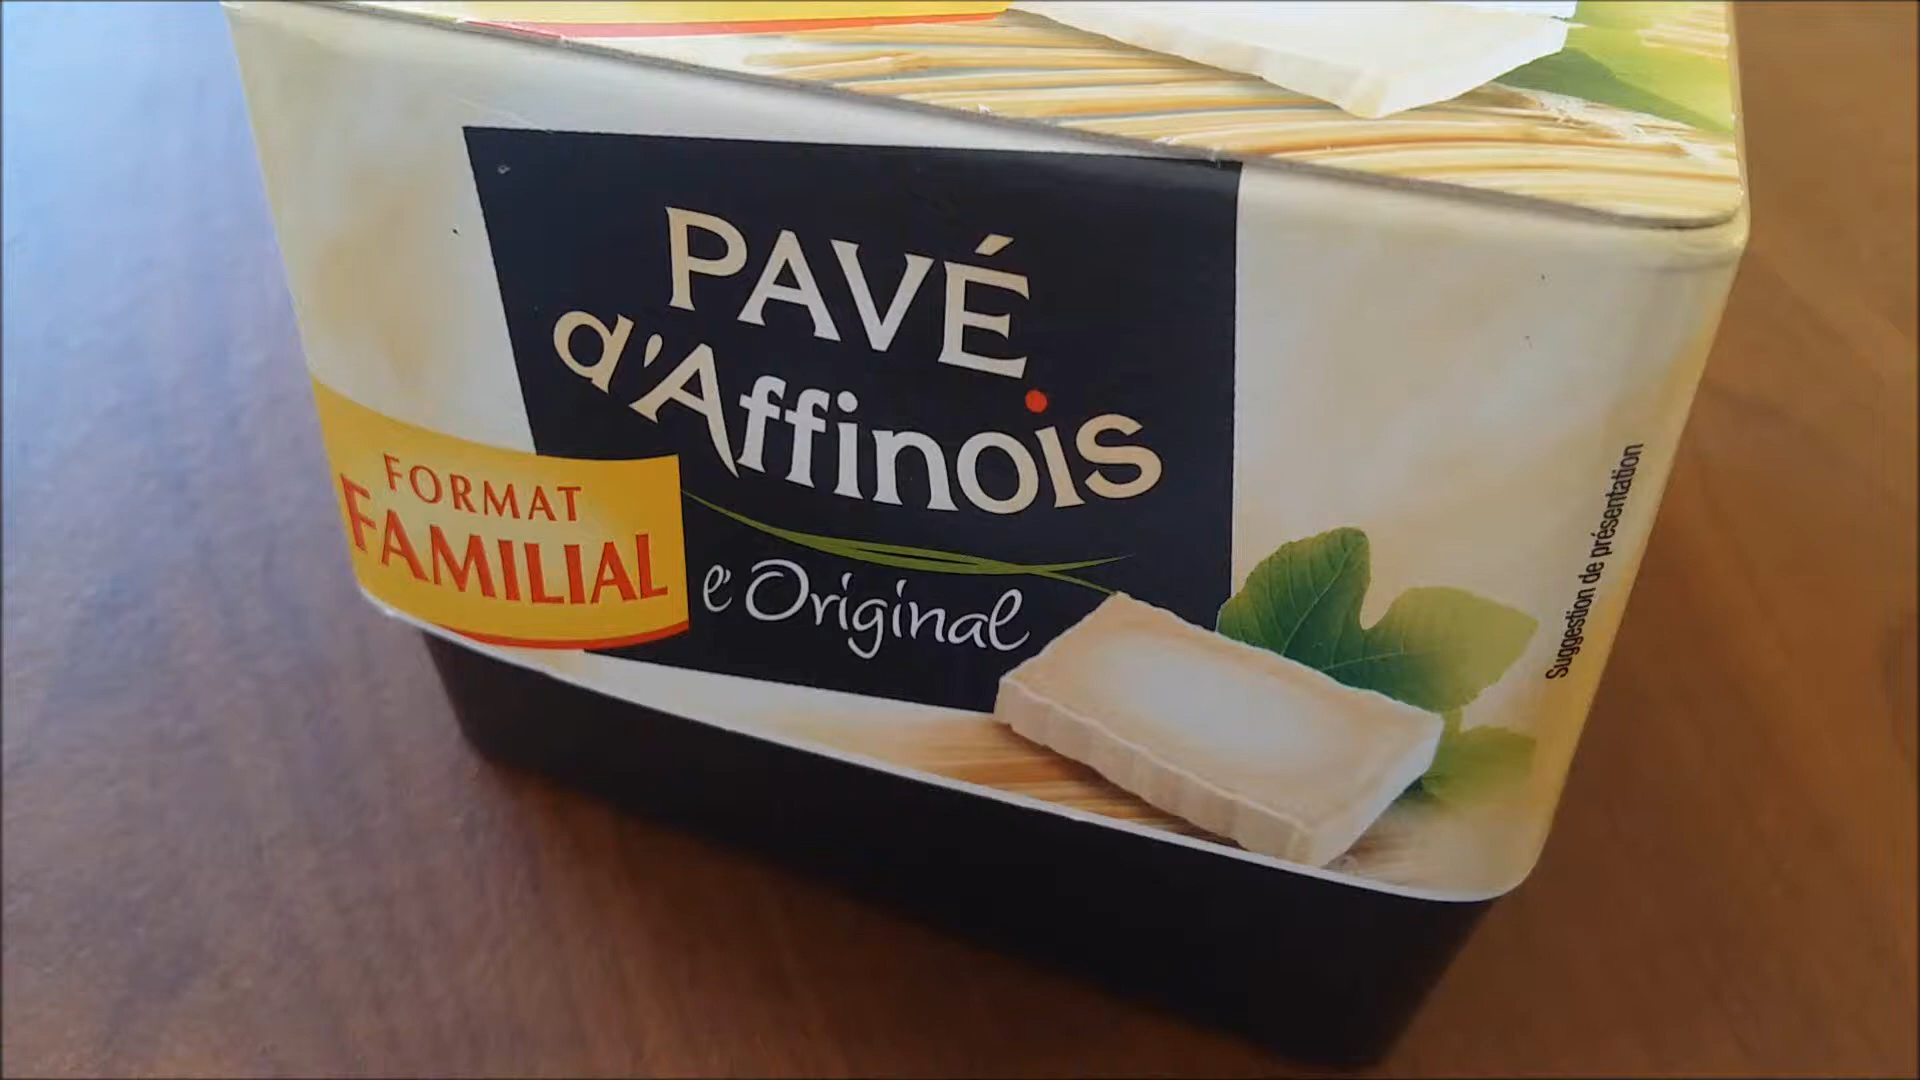 PAVÉ
d'Affinois
FORMAT
FAMILIAL
l'Original
Suggestion de présentation